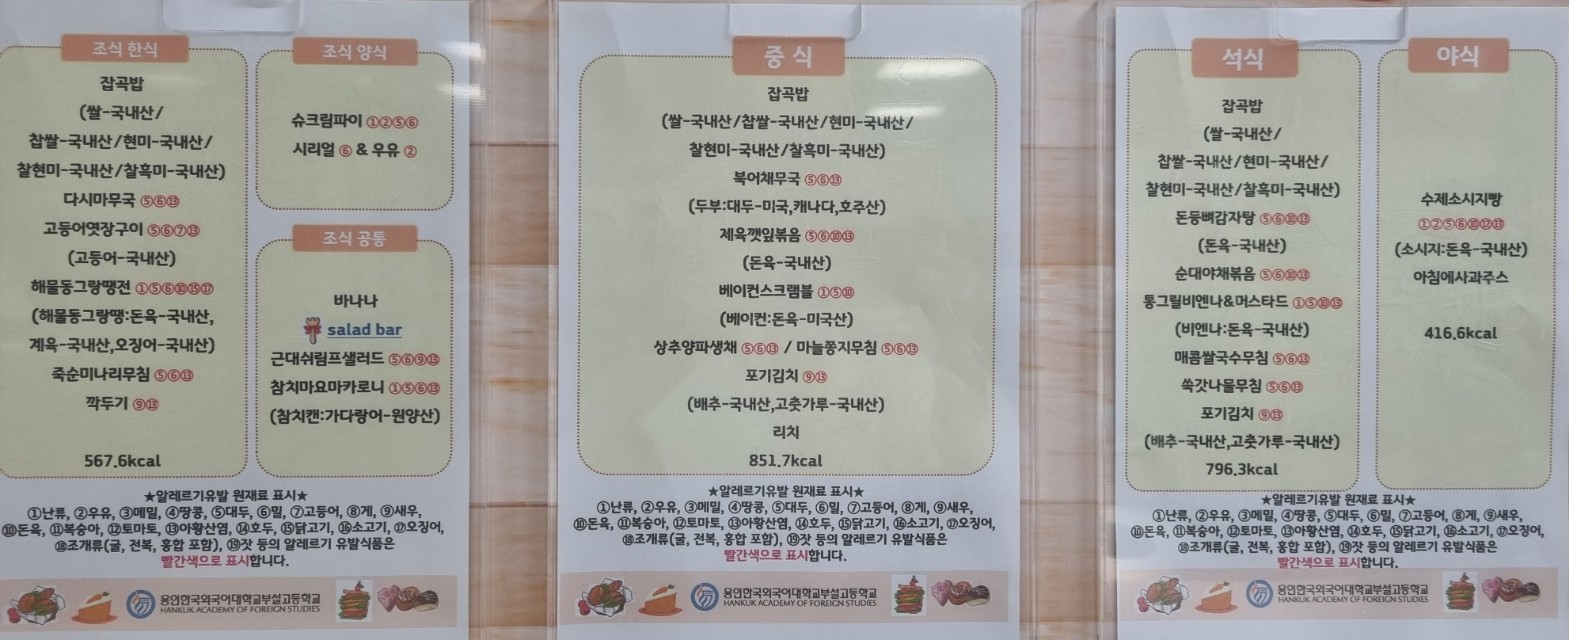 조식 한식
잡곡밥
(쌀-국내산/
찹쌀-국내산/현미-국내산/
찰현미-국내산/찰흑미-국내산)
다시마무국 ⑤⑥⑬
고등어엿장구이 ⑤⑥⑦⑬
(고등어-국내산)
해물동그랑땡전 ①⑤⑥⑩⑮⑰
(해물동그랑땡:돈육-국내산,
계육-국내산,오징어-국내산)
죽순미나리무침 ⑤⑥⑬
깍두기 ⑨⑬
567.6kcal
조식 양식
슈크림파이 ①②⑤⑥
시리얼 ⑥ & 우유 ②
조식 공통
바나나
salad bar
근대쉬림프샐러드 ⑤⑥⑨⑬
참치마요마카로니 ①⑤⑥⑬
(참치캔:가다랑어-원양산)
★알레르기유발 원재료 표시★
①난류, ②우유, ③메밀, ④땅콩, ⑤대두, ⑥밀, ⑦고등어, ⑧게, ⑨새우,
⑩돈육, ⑪복숭아, ⑫토마토, ⑬아황산염, ⑭호두, ⑮닭고기, ⑯소고기, ⑰오징어,
⑱조개류(굴, 전복, 홍합 포함), ⑲잣 등의 알레르기 유발식품은
빨간색으로 표시합니다.
용인한국외국어대학교부설고등학교
HANKUK ACADEMY OF FOREIGN STUDIES
중 식
잡곡밥
(쌀-국내산/찹쌀-국내산/현미-국내산/
찰현미-국내산/찰흑미-국내산)
북어채무국 ⑤⑥⑬
(두부:대두-미국,캐나다,호주산)
제육깻잎볶음 ⑤⑥⑩⑬
(돈육-국내산)
베이컨스크램블 ①⑤⑩
(베이컨:돈육-미국산)
상추양파생채 ⑤⑥⑬ / 마늘쫑지무침 ⑤⑥⑬
포기김치 ⑨⑬
(배추-국내산,고춧가루-국내산)
리치
851.7kcal
★알레르기유발 원재료 표시★
①난류, ②우유, ③메밀, ④땅콩, ⑤대두, ⑥밀, ⑦고등어, ⑧게, ⑨새우,
⑩돈육, ⑪복숭아, ⑫토마토, ⑬아황산염, ⑭호두, ⑮닭고기, ⑯소고기, ⑰오징어,
⑱조개류(굴, 전복, 홍합 포함), ⑲잣 등의 알레르기 유발식품은
빨간색으로 표시합니다.
용인한국외국어대학교부설고등학교
HANKUK ACADEMY OF FOREIGN STUDIES
석식
잡곡밥
(쌀-국내산/
찹쌀-국내산/현미-국내산/
찰현미-국내산/찰흑미-국내산)
돈등뼈감자탕 ⑤⑥⑩⑬
(돈육-국내산)
순대야채볶음 ⑤⑥⑩⑬
통그릴비엔나&머스타드 ①⑤⑩⑬
(비엔나:돈육-국내산)
매콤쌀국수무침 ⑤⑥⑬
쑥갓나물무침 ⑤⑥⑬
포기김치 ⑨⑬
(배추-국내산,고춧가루-국내산)
796.3kcal
야식
수제소시지빵
①②⑤⑥⑩⑫⑬
(소시지:돈육-국내산)
아침에사과주스
416.6kcal
★알레르기유발 원재료 표시★
①난류, ②우유, ③메밀, ④땅콩, ⑤대두, ⑥밀, ⑦고등어, ⑧게, ⑨새우,
⑩돈육, ⑪복숭아, ⑫토마토, ⑬아황산염, ⑭호두, ⑮닭고기, ⑯소고기, ⑰오징어,
⑱조개류(굴, 전복, 홍합 포함), ⑲잣 등의 알레르기 유발식품은
빨간색으로 표시합니다.
용인한국외국어대학교부설고등학교
HANKUK ACADEMY OF FOREIGN STUDIES